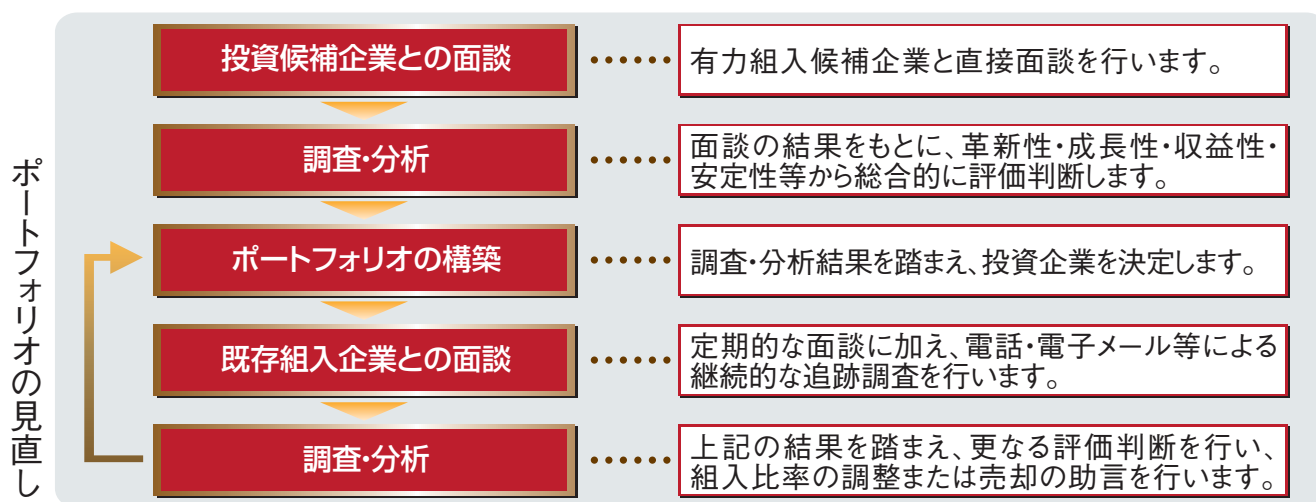 投資候補企業との面談
有力組入候補企業と直接面談を行います。
調査・分析
面談の結果をもとに、革新性・成長性・収益性・
安定性等から総合的に評価判断します。
ポートフォリオの構築
調査・分析結果を踏まえ、投資企業を決定します。
既存組入企業との面談
定期的な面談に加え、電話・電子メール等による
継続的な追跡調査を行います。
調査・分析
上記の結果を踏まえ、更なる評価判断を行い、
組入比率の調整または売却の助言を行います。
ポートフォリオの見直し